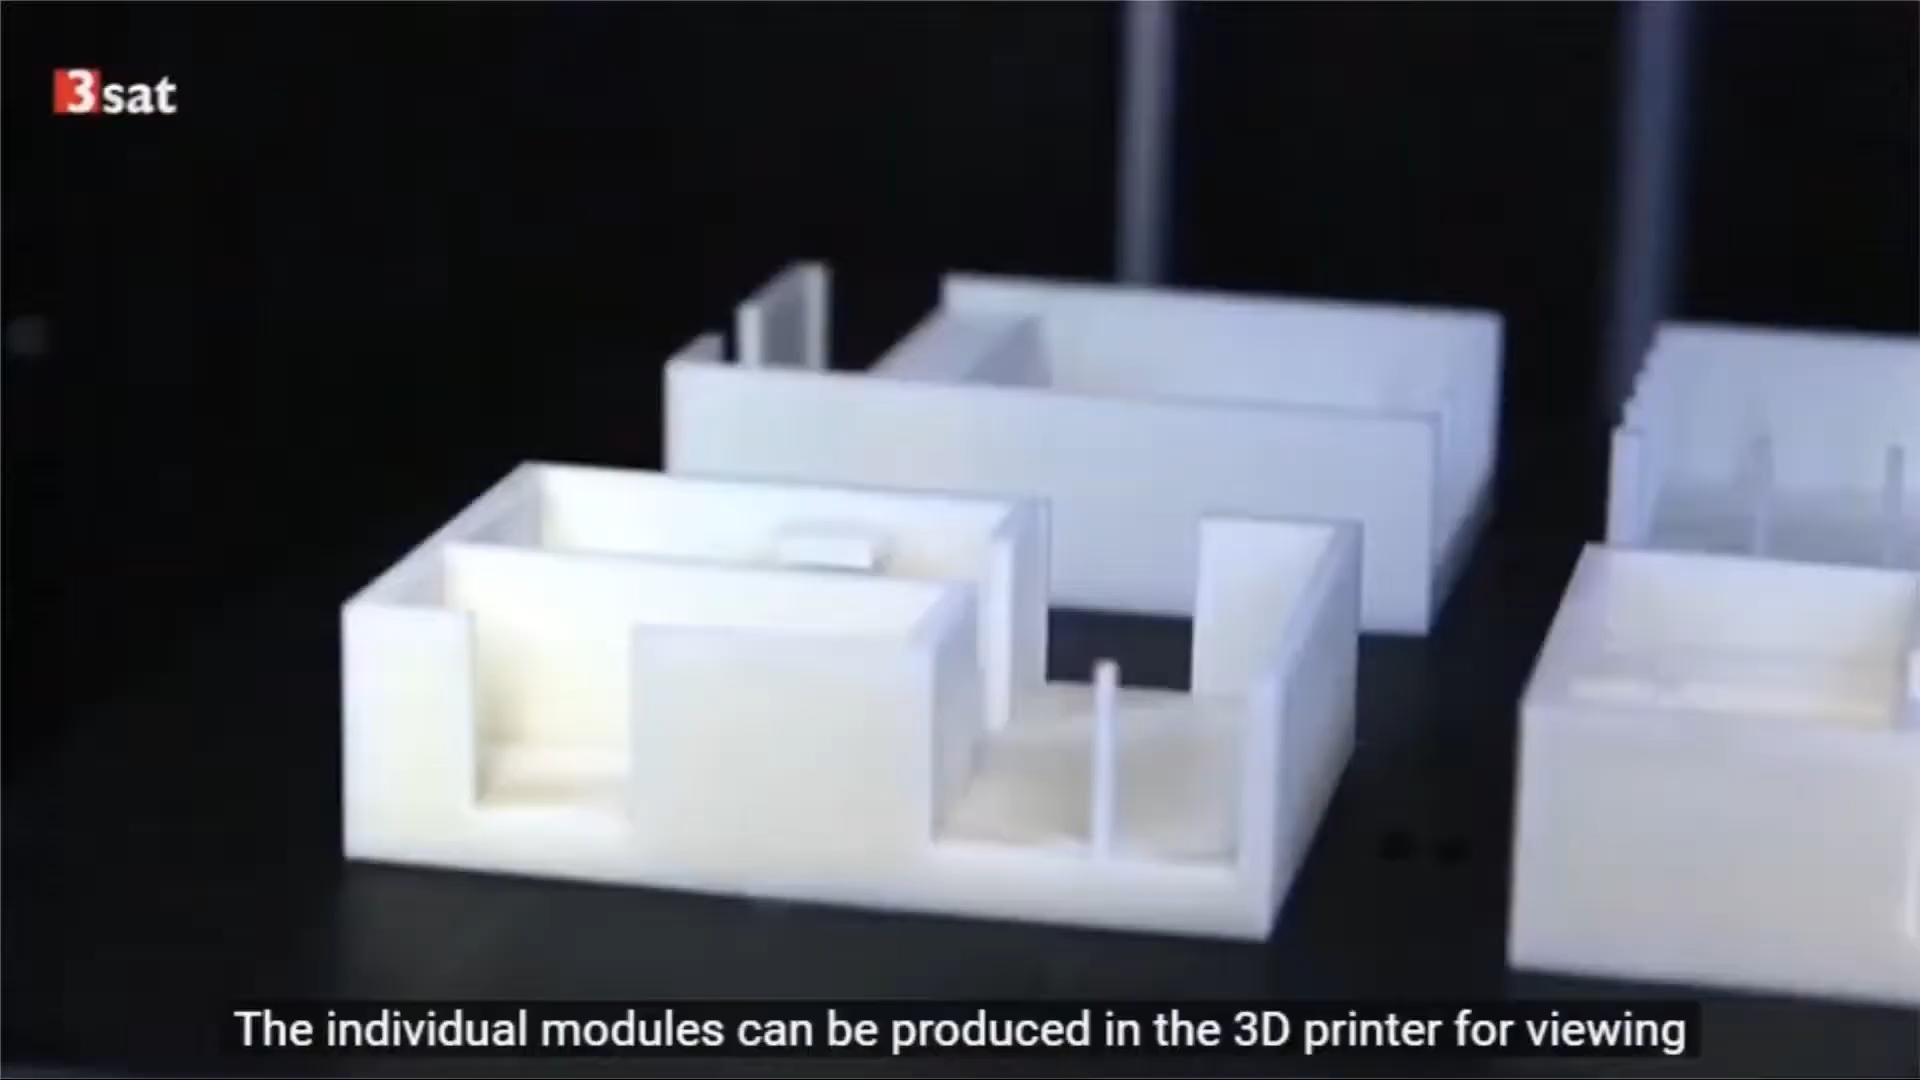 3sat
The individual modules can be produced in the 3D printer for viewing